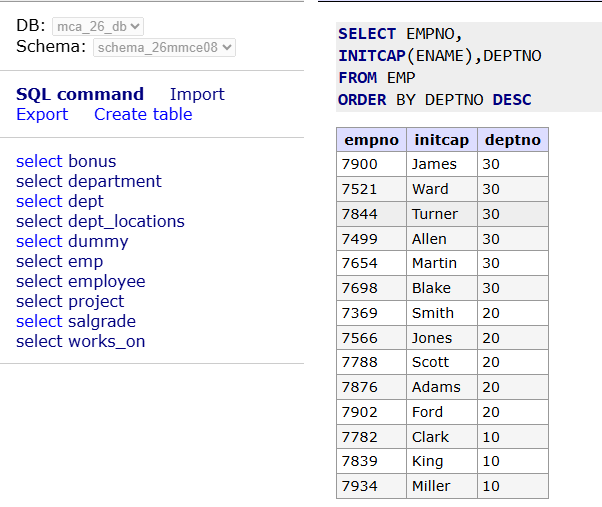 DB: mca_26_db
Schema: schema_26mmce08
SQL command Import
Export Create table
select bonus
select department
select dept
select dept_locations
select dummy
select emp
select employee
select project
select salgrade
select works_on
SELECT EMPNO,
INITCAP(ENAME),DEPTNO
FROM EMP
ORDER BY DEPTNO DESC
empno initcap deptno
7900 James 30
7521 Ward 30
7844 Turner 30
7499 Allen 30
7654 Martin 30
7698 Blake 30
7369 Smith 20
7566 Jones 20
7788 Scott 20
7876 Adams 20
7902 Ford 20
7782 Clark 10
7839 King 10
7934 Miller 10